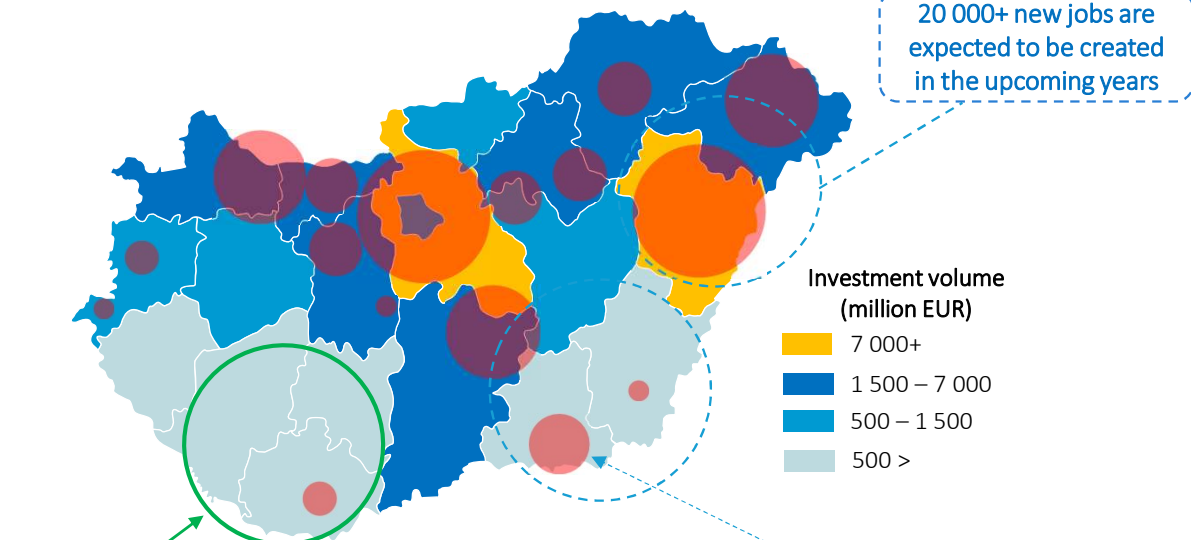 20 000+ new jobs are
expected to be created
in the upcoming years
Investment volume
(million EUR)
7 000+
1 500 – 7 000
500 – 1 500
500 >